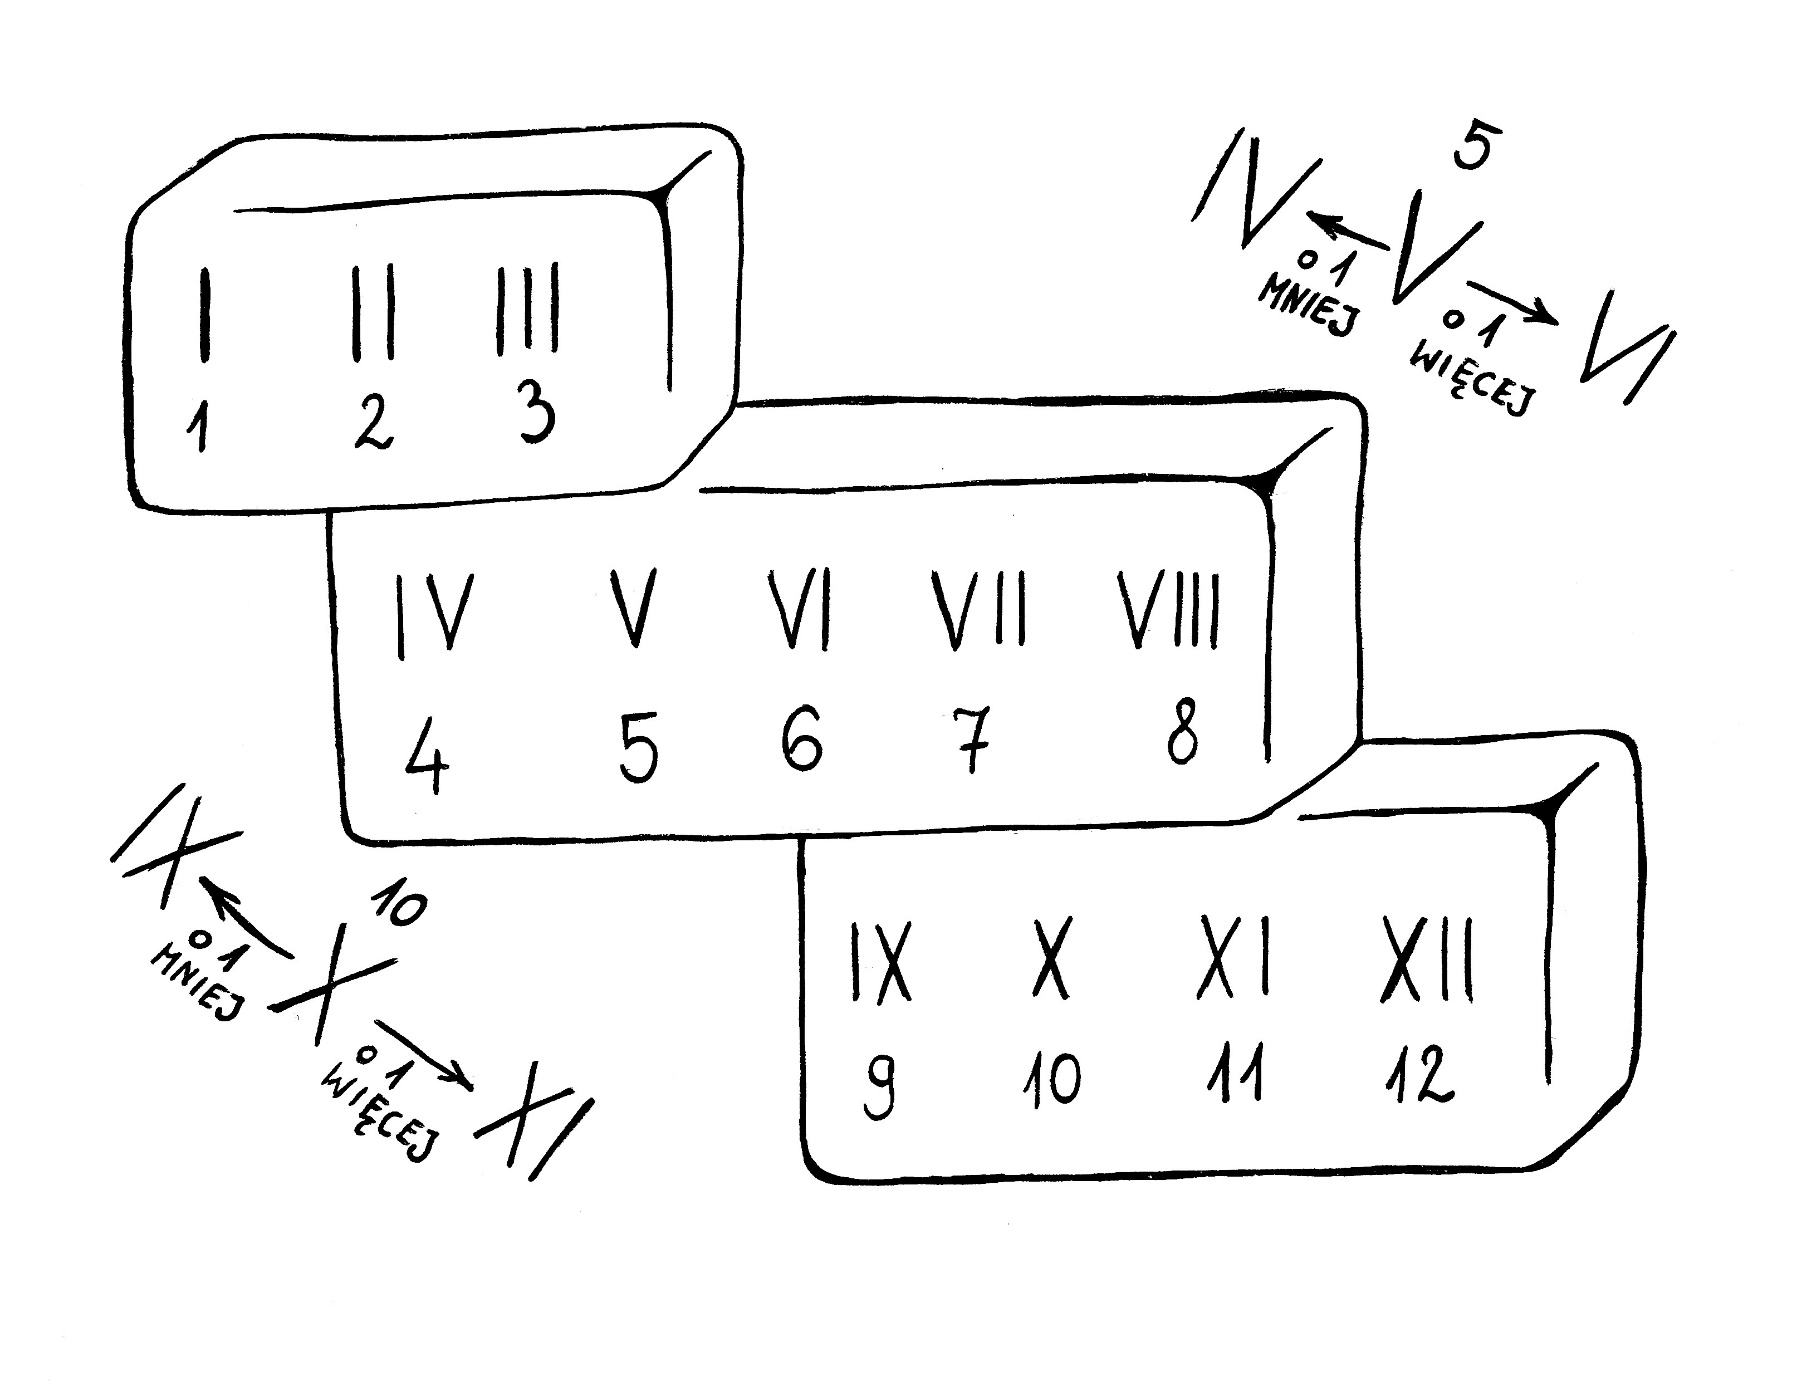 I II III
1 2 3
5
IV V VI
o 1
MNIEJ
o 1
WIĘCEJ
IV V VI VII VIII
4 5 6 7 8
10
IX X XI
o 1
MNIEJ
o 1
WIĘCEJ
IX X XI XII
9 10 11 12